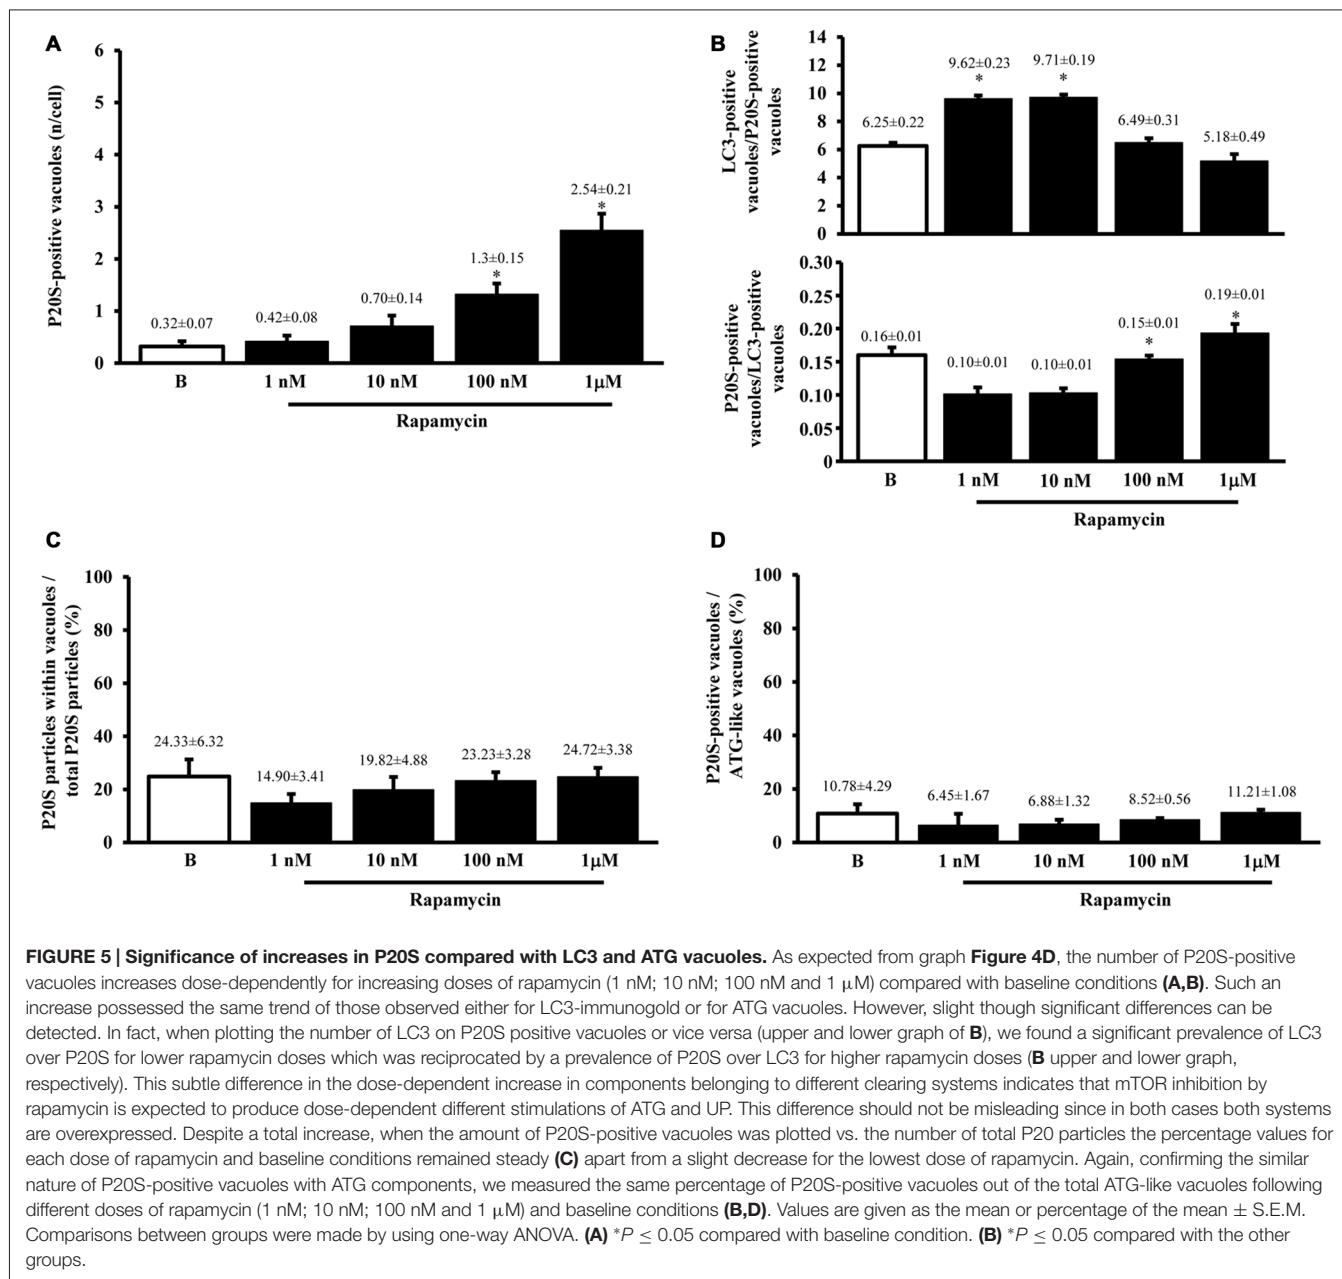 A
P20S-positive vacuoles (n/cell)
6
5
4
3
2
1
0
0.32±0.07
0.42±0.08
0.70±0.14
1.3±0.15
*
2.54±0.21
*
B
1 nM
10 nM
100 nM
1μM
Rapamycin
B
LC3-positive
vacuoles/P20S-positive
vacuoles
14
12
10
8
6
4
2
0
6.25±0.22
9.62±0.23
*
9.71±0.19
*
6.49±0.31
5.18±0.49
P20S-positive
vacuoles/LC3-positive
vacuoles
0.30
0.25
0.20
0.15
0.10
0.05
0
0.16±0.01
0.10±0.01
0.10±0.01
0.15±0.01
*
0.19±0.01
*
B
1 nM
10 nM
100 nM
1μM
Rapamycin
C
P20S particles within vacuoles /
total P20S particles (%)
100
80
60
40
20
0
24.33±6.32
14.90±3.41
19.82±4.88
23.23±3.28
24.72±3.38
B
1 nM
10 nM
100 nM
1μM
Rapamycin
D
P20S-positive vacuoles /
ATG-like vacuoles (%)
100
80
60
40
20
0
10.78±4.29
6.45±1.67
6.88±1.32
8.52±0.56
11.21±1.08
B
1 nM
10 nM
100 nM
1μM
Rapamycin
FIGURE 5 | Significance of increases in P20S compared with LC3 and ATG vacuoles. As expected from graph Figure 4D, the number of P20S-positive
vacuoles increases dose-dependently for increasing doses of rapamycin (1 nM; 10 nM; 100 nM and 1 μM) compared with baseline conditions (A,B). Such an
increase possessed the same trend of those observed either for LC3-immunogold or for ATG vacuoles. However, slight though significant differences can be
detected. In fact, when plotting the number of LC3 on P20S positive vacuoles or vice versa (upper and lower graph of B), we found a significant prevalence of LC3
over P20S for lower rapamycin doses which was reciprocated by a prevalence of P20S over LC3 for higher rapamycin doses (B upper and lower graph,
respectively). This subtle difference in the dose-dependent increase in components belonging to different clearing systems indicates that mTOR inhibition by
rapamycin is expected to produce dose-dependent different stimulations of ATG and UP. This difference should not be misleading since in both cases both systems
are overexpressed. Despite a total increase, when the amount of P20S-positive vacuoles was plotted vs. the number of total P20 particles the percentage values for
each dose of rapamycin and baseline conditions remained steady (C) apart from a slight decrease for the lowest dose of rapamycin. Again, confirming the similar
nature of P20S-positive vacuoles with ATG components, we measured the same percentage of P20S-positive vacuoles out of the total ATG-like vacuoles following
different doses of rapamycin (1 nM; 10 nM; 100 nM and 1 μM) and baseline conditions (B,D). Values are given as the mean or percentage of the mean ± S.E.M.
Comparisons between groups were made by using one-way ANOVA. (A) *P ≤ 0.05 compared with baseline condition. (B) *P ≤ 0.05 compared with the other
groups.